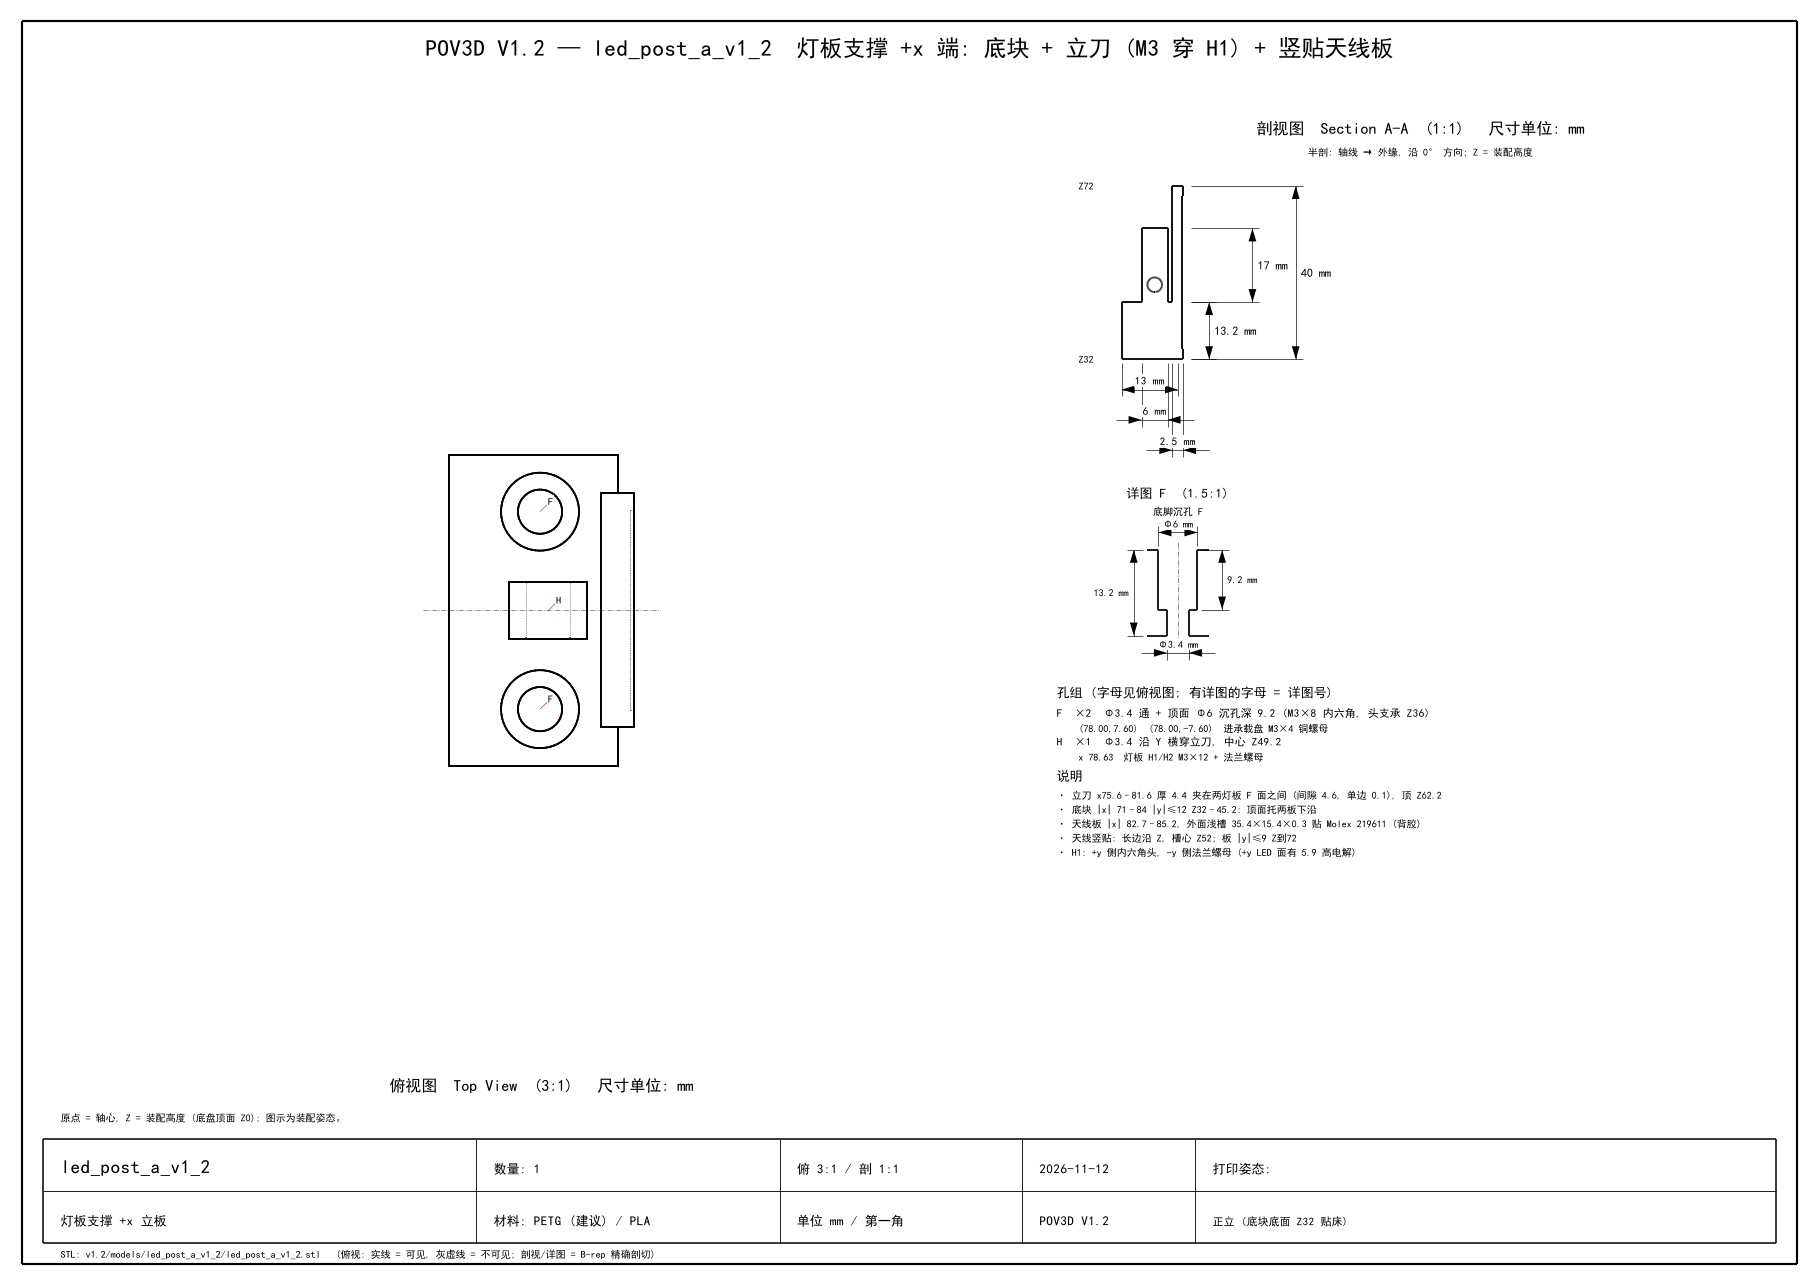 POV3D V1.2 — led_post_a_v1_2  灯板支撑 +x 端: 底块 + 立刀 (M3 穿 H1) + 竖贴天线板
剖视图  Section A-A  (1:1)   尺寸单位: mm
半剖: 轴线 → 外缘, 沿 0° 方向; Z = 装配高度
Z72
17 mm
40 mm
13.2 mm
Z32
13 mm
6 mm
2.5 mm
详图 F  (1.5:1)
底脚沉孔 F
Φ6 mm
9.2 mm
13.2 mm
Φ3.4 mm
F
H
F
孔组 (字母见俯视图; 有详图的字母 = 详图号)
F  ×2  Φ3.4 通 + 顶面 Φ6 沉孔深 9.2 (M3×8 内六角, 头支承 Z36)
(78.00,7.60)  (78.00,-7.60)  进承载盘 M3×4 铜螺母
H  ×1  Φ3.4 沿 Y 横穿立刀, 中心 Z49.2
x 78.63  灯板 H1/H2 M3×12 + 法兰螺母
说明
· 立刀 x75.6–81.6 厚 4.4 夹在两灯板 F 面之间 (间隙 4.6, 单边 0.1), 顶 Z62.2
· 底块 |x| 71–84 |y|≤12 Z32–45.2: 顶面托两板下沿
· 天线板 |x| 82.7–85.2, 外面浅槽 35.4×15.4×0.3 贴 Molex 219611 (背胶)
· 天线竖贴: 长边沿 Z, 槽心 Z52; 板 |y|≤9 Z到72
· H1: +y 侧内六角头, -y 侧法兰螺母 (+y LED 面有 5.9 高电解)
俯视图  Top View  (3:1)   尺寸单位: mm
原点 = 轴心, Z = 装配高度 (底盘顶面 Z0); 图示为装配姿态。
led_post_a_v1_2
数量: 1
俯 3:1 / 剖 1:1
2026-11-12
打印姿态:
灯板支撑 +x 立板
材料: PETG (建议) / PLA
单位 mm / 第一角
POV3D V1.2
正立 (底块底面 Z32 贴床)
STL: v1.2/models/led_post_a_v1_2/led_post_a_v1_2.stl   (俯视: 实线 = 可见, 灰虚线 = 不可见; 剖视/详图 = B-rep 精确剖切)